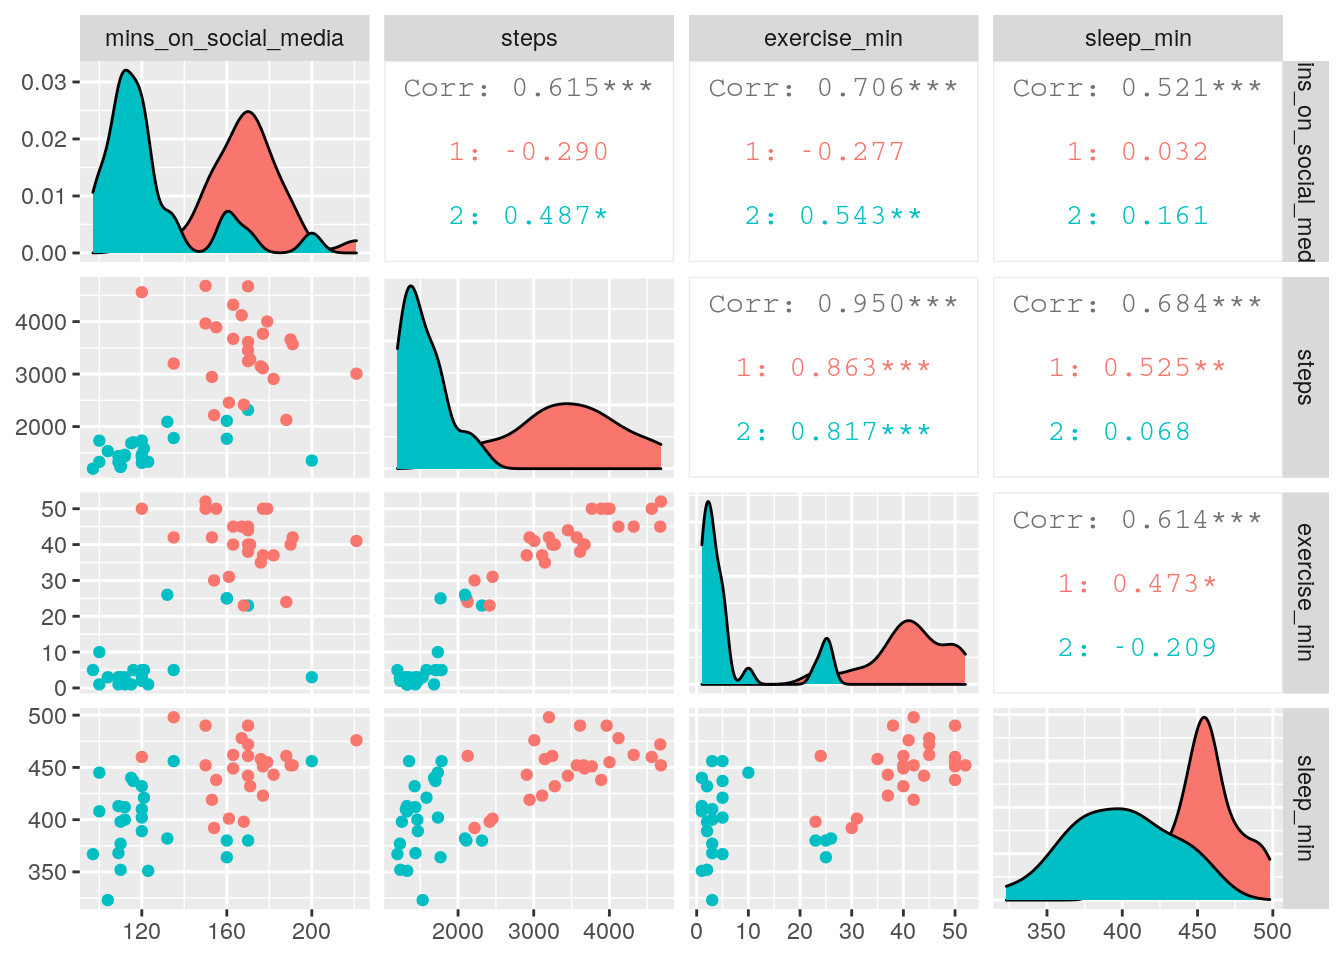 mins_on_social_media
steps
exercise_min
sleep_min
0.03
0.02
0.01
0.00
Corr: 0.615***
1: -0.290
2: 0.487*
Corr: 0.706***
1: -0.277
2: 0.543**
Corr: 0.521***
1: 0.032
2: 0.161
ins_on_social_med
4000
3000
2000
Corr: 0.950***
1: 0.863***
2: 0.817***
Corr: 0.684***
1: 0.525**
2: 0.068
steps
50
40
30
20
10
0
Corr: 0.614***
1: 0.473*
2: -0.209
exercise_min
500
450
400
350
sleep_min
120 160 200
2000 3000 4000
0 10 20 30 40 50
350 400 450 500